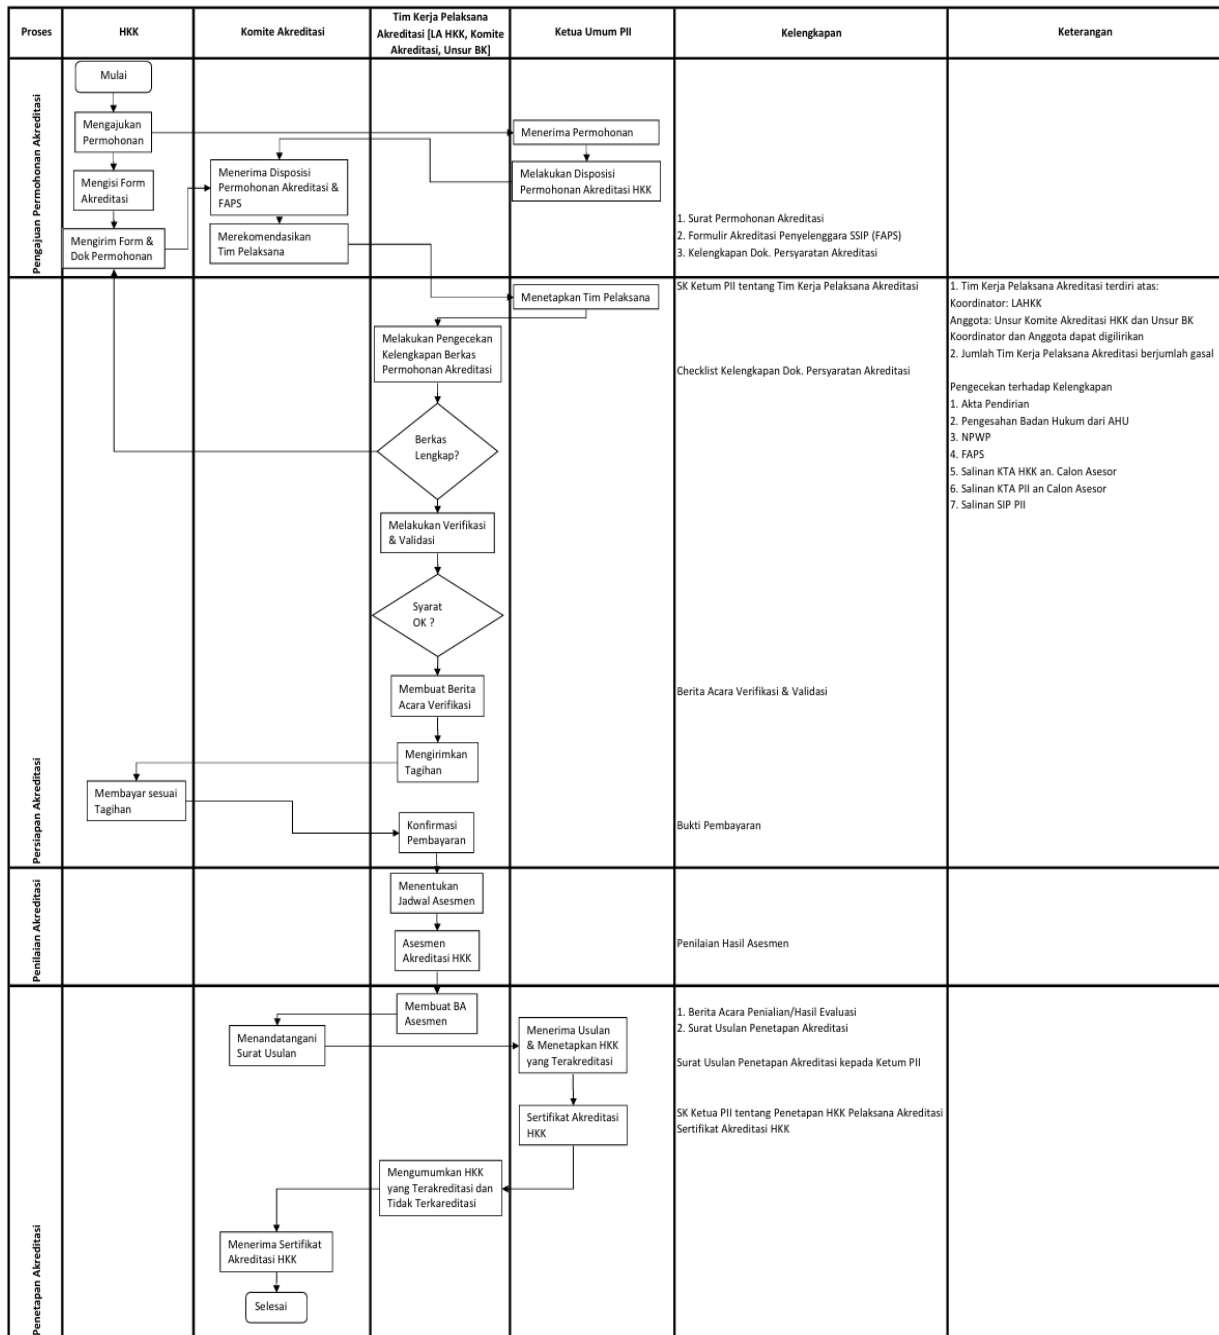 Proses
HKK
Komite Akreditasi
Tim Kerja Pelaksana
Akreditasi [LA HKK, Komite
Akreditasi, Unsur BK]
Ketua Umum PII
Kelengkapan
Keterangan
Pengajuan Permohonan Akreditasi
Mulai
Mengajukan
Permohonan
Menerima Permohonan
Mengisi Form
Akreditasi
Menerima Disposisi
Permohonan Akreditasi &
FAPS
Melakukan Disposisi
Permohonan Akreditasi HKK
Mengirim Form &
Dok Permohonan
Merekomendasikan
Tim Pelaksana
1. Surat Permohonan Akreditasi
2. Formulir Akreditasi Penyelenggara SSIP (FAPS)
3. Kelengkapan Dok. Persyaratan Akreditasi
Persiapan Akreditasi
Menetapkan Tim Pelaksana
SK Ketum PII tentang Tim Kerja Pelaksana Akreditasi
1. Tim Kerja Pelaksana Akreditasi terdiri atas:
Koordinator: LAHKK
Anggota: Unsur Komite Akreditasi HKK dan Unsur BK
Koordinator dan Anggota dapat digilirikan
2. Jumlah Tim Kerja Pelaksana Akreditasi berjumlah gasal
Melakukan Pengecekan
Kelengkapan Berkas
Permohonan Akreditasi
Checklist Kelengkapan Dok. Persyaratan Akreditasi
Pengecekan terhadap Kelengkapan
1. Akta Pendirian
2. Pengesahan Badan Hukum dari AHU
3. NPWP
4. FAPS
5. Salinan KTA HKK an. Calon Asesor
6. Salinan KTA PII an Calon Asesor
7. Salinan SIP PII
Berkas
Lengkap?
Melakukan Verifikasi
& Validasi
Syarat
OK ?
Membuat Berita
Acara Verifikasi
Berita Acara Verifikasi & Validasi
Mengirimkan
Tagihan
Membayar sesuai
Tagihan
Konfirmasi
Pembayaran
Bukti Pembayaran
Penilaian Akreditasi
Menentukan
Jadwal Asesmen
Asesmen
Akreditasi HKK
Penilaian Hasil Asesmen
Penetapan Akreditasi
Membuat BA
Asesmen
1. Berita Acara Penialian/Hasil Evaluasi
2. Surat Usulan Penetapan Akreditasi
Menandatangani
Surat Usulan
Menerima Usulan
& Menetapkan HKK
yang Terakreditasi
Surat Usulan Penetapan Akreditasi kepada Ketum PII
Sertifikat Akreditasi
HKK
SK Ketua PII tentang Penetapan HKK Pelaksana Akreditasi
Sertifikat Akreditasi HKK
Mengumumkan HKK
yang Terakreditasi dan
Tidak Terkareditasi
Menerima Sertifikat
Akreditasi HKK
Selesai